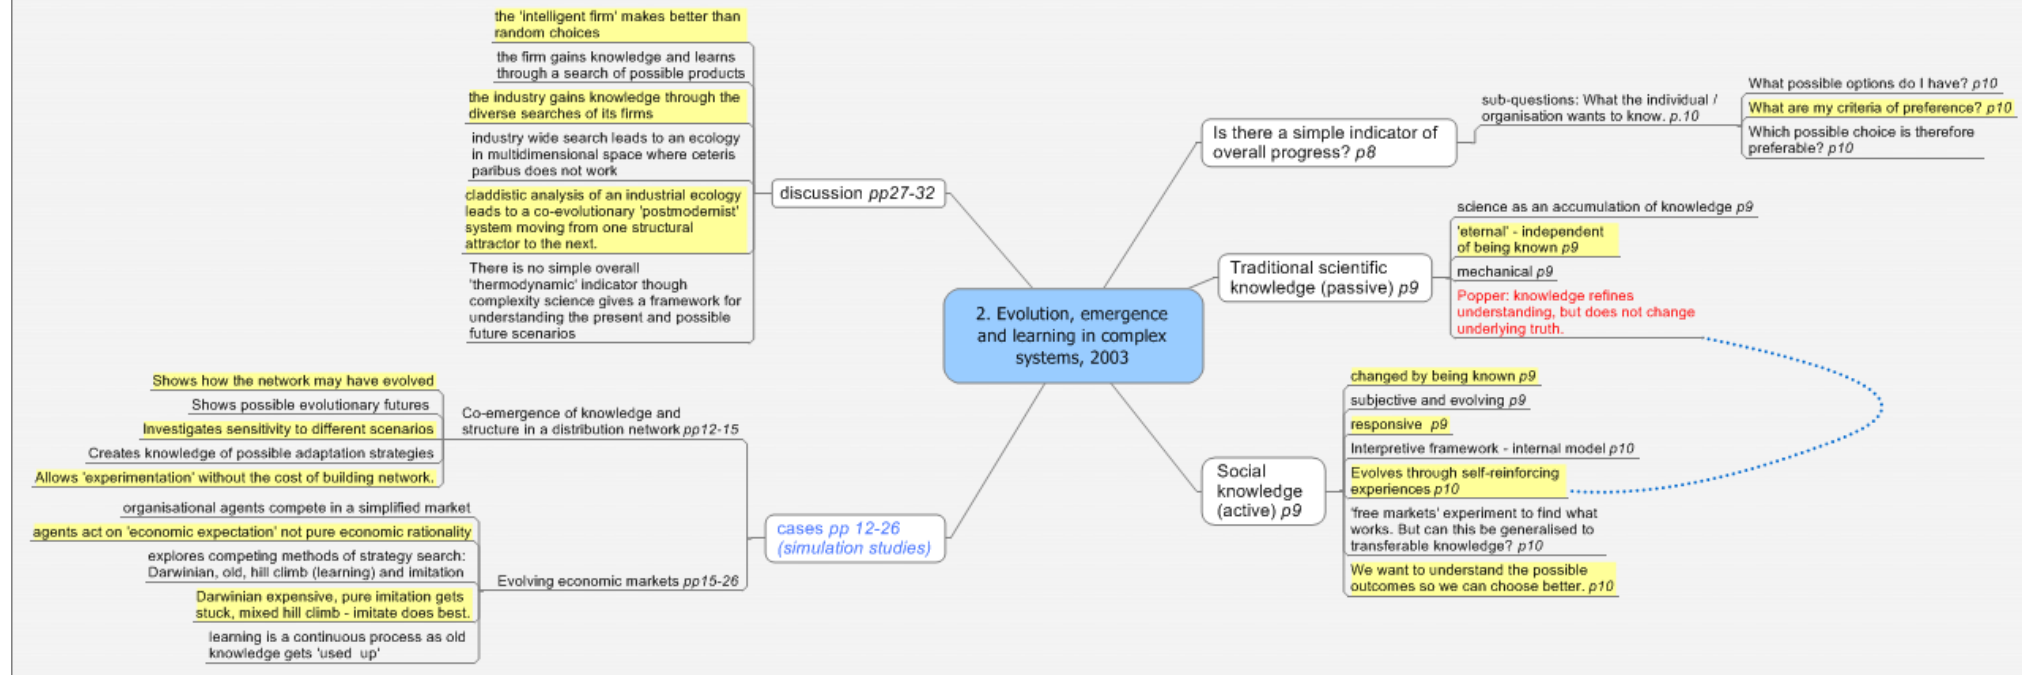 the 'intelligent firm' makes better than
random choices
the firm gains knowledge and learns
through a search of possible products
the industry gains knowledge through the
diverse searches of its firms
industry wide search leads to an ecology
in multidimensional space where ceteris
paribus does not work
claddistic analysis of an industrial ecology
leads to a co-evolutionary 'postmodernist'
system moving from one structural
attractor to the next.
There is no simple overall
'thermodynamic' indicator though
complexity science gives a framework for
understanding the present and possible
future scenarios
discussion pp27-32
Shows how the network may have evolved
Shows possible evolutionary futures
Investigates sensitivity to different scenarios
Creates knowledge of possible adaptation strategies
Allows 'experimentation' without the cost of building network.
Co-emergence of knowledge and
structure in a distribution network pp12-15
organisational agents compete in a simplified market
agents act on 'economic expectation' not pure economic rationality
explores competing methods of strategy search:
Darwinian, old, hill climb (learning) and imitation
Darwinian expensive, pure imitation gets
stuck, mixed hill climb - imitate does best.
learning is a continuous process as old
knowledge gets 'used up'
Evolving economic markets pp15-26
cases pp 12-26
(simulation studies)
2. Evolution, emergence
and learning in complex
systems, 2003
Is there a simple indicator of
overall progress? p8
sub-questions: What the individual /
organisation wants to know. p.10
What possible options do I have? p10
What are my criteria of preference? p10
Which possible choice is therefore
preferable? p10
Traditional scientific
knowledge (passive) p9
science as an accumulation of knowledge p9
'eternal' - independent
of being known p9
mechanical p9
Popper: knowledge refines
understanding, but does not change
underlying truth.
Social
knowledge
(active) p9
changed by being known p9
subjective and evolving p9
responsive p9
Interpretive framework - internal model p10
Evolves through self-reinforcing
experiences p10
'free markets' experiment to find what
works. But can this be generalised to
transferable knowledge? p10
We want to understand the possible
outcomes so we can choose better. p10